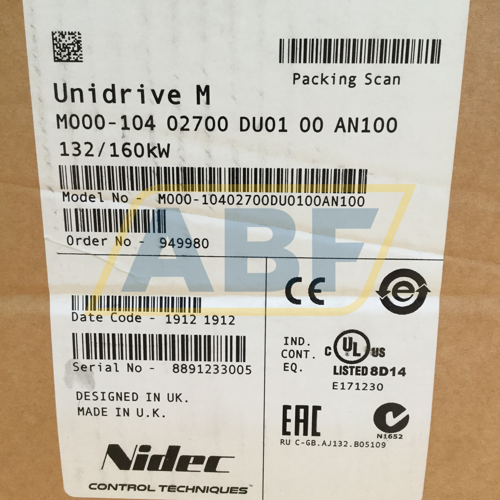 Packing Scan
Unidrive M
M000-104 02700 DU01 00 AN100
132/160kW
Model No - M000-10402700DU0100AN100
Order No - 949980
ABF
Date Code - 1912 1912
Serial No - 8891233005
DESIGNED IN UK.
MADE IN U.K.
Nidec
CONTROL TECHNIQUES
CE
IND.
CONT.
EQ.
C UL US
LISTED 8D14
E171230
EAC
RU C-GB.AJ132.B05109
N1652